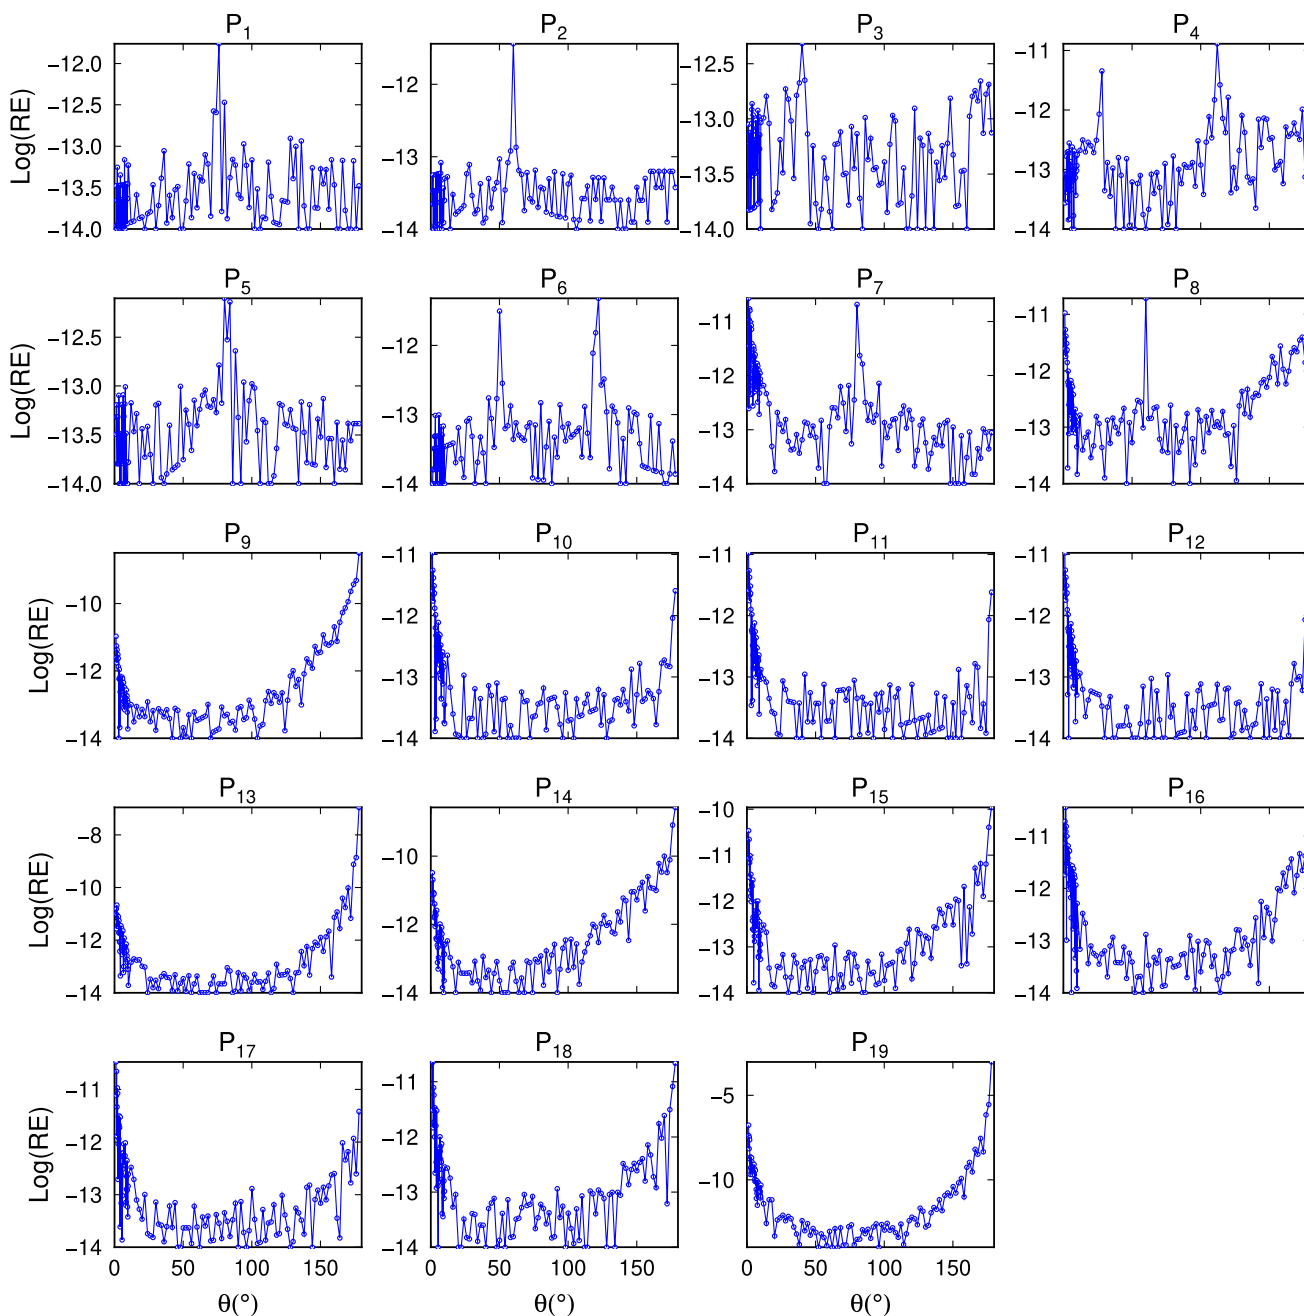 P1 P2 P3 P4
Log(RE) −12.0 −12.5 −13.0 −13.5 −14.0
−12 −13 −14
−12.5 −13.0 −13.5 −14.0
−11 −12 −13 −14
P5 P6 P7 P8
Log(RE) −12.5 −13.0 −13.5 −14.0
−12 −13 −14
−11 −12 −13 −14
−11 −12 −13 −14
P9 P10 P11 P12
Log(RE) −10 −12 −14
−11 −12 −13 −14
−11 −12 −13 −14
−11 −12 −13 −14
P13 P14 P15 P16
Log(RE) −8 −10 −12 −14
−10 −12 −14
−10 −11 −12 −13 −14
−11 −12 −13 −14
P17 P18 P19
Log(RE) −11 −12 −13 −14
−11 −12 −13 −14
−5 −10
0 50 100 150 0 50 100 150 0 50 100 150
θ(°) θ(°) θ(°)